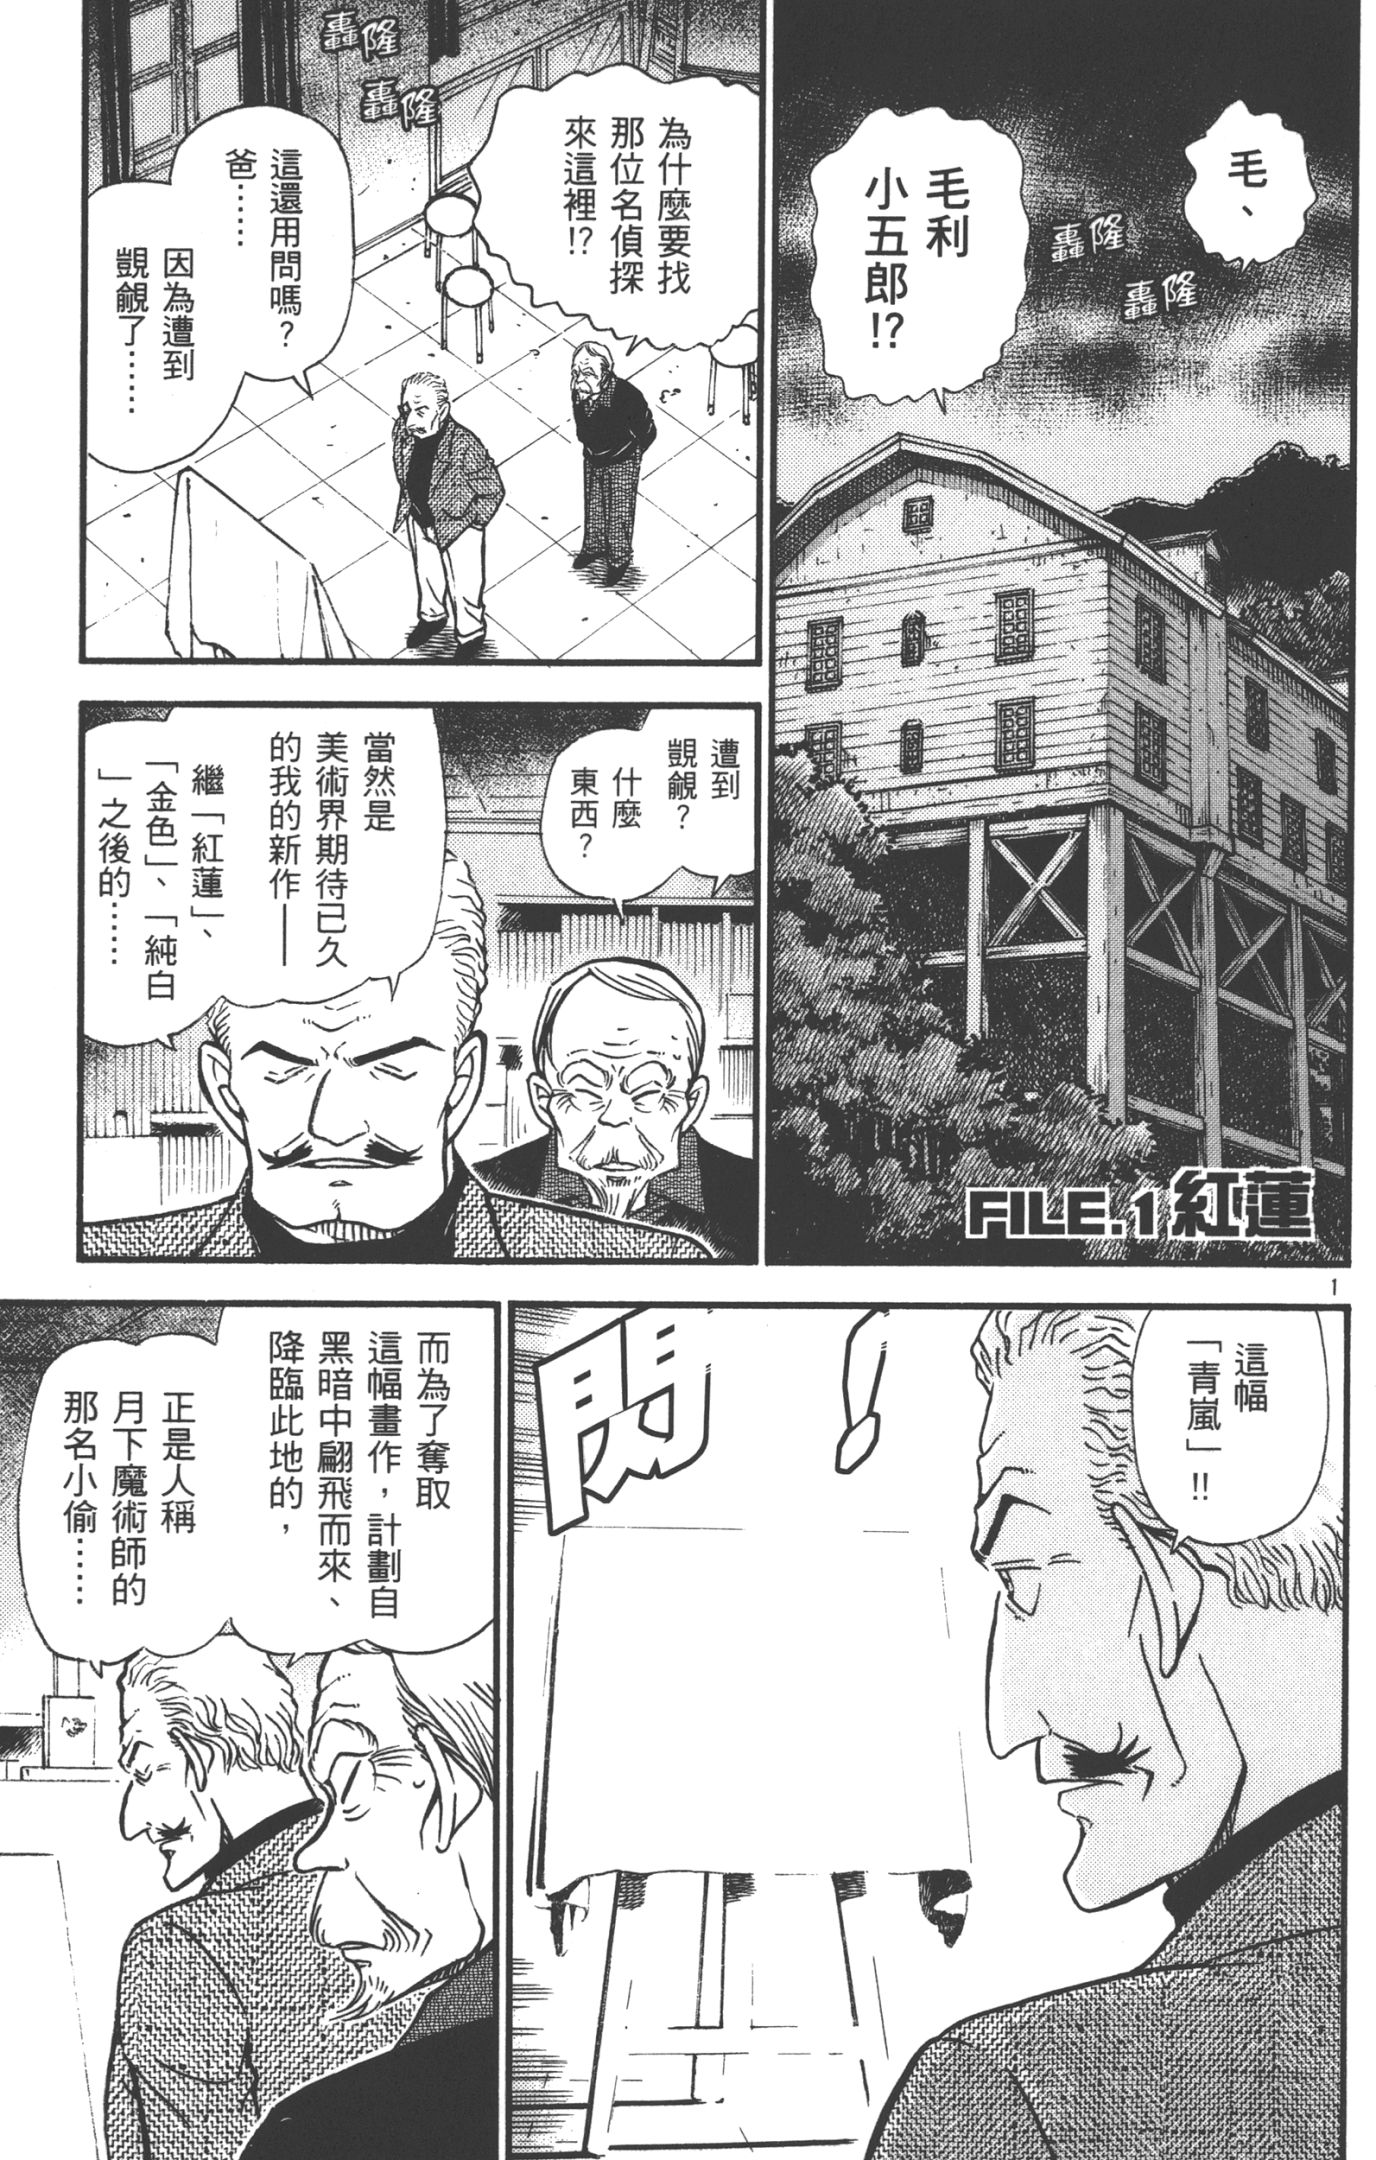 毛、
毛利
小五郎!?
轟隆
轟隆
FILE.1 紅蓮
1
為什麼要找
那位名偵探
來這裡!?
轟隆
轟隆
這還用問嗎?
爸……
因為遭到
覬覦了……
遭到
覬覦?
什麼
東西?
當然是
美術界期待已久
的我的新作——
繼「紅蓮」、
「金色」、「純白
」之後的……
這幅
「青嵐」!!
閃!
而為了奪取
這幅畫作,計劃自
黑暗中翩飛而來、
降臨此地的,
正是人稱
月下魔術師的
那名小偷……